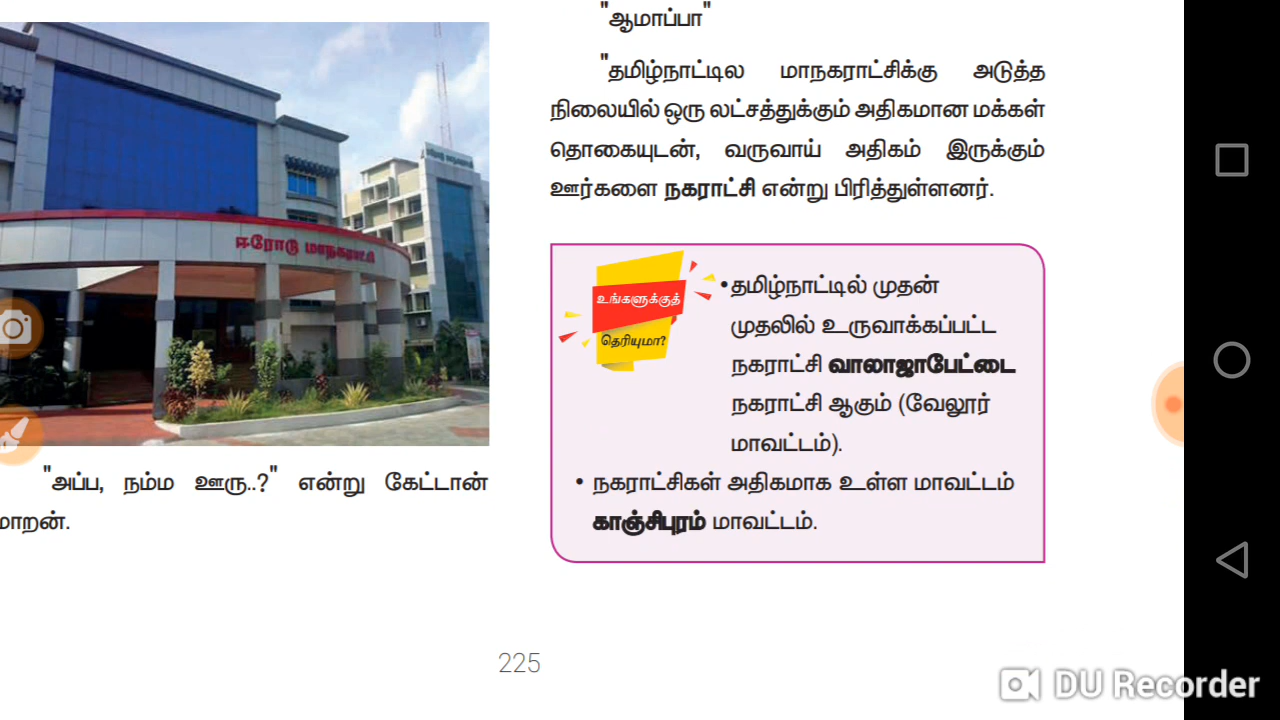 ஈரோடு மாநகராட்சி
"அப்ப, நம்ம ஊரு..?" என்று கேட்டான்
மாறன்.
"ஆமாப்பா"
"தமிழ்நாட்டில மாநகராட்சிக்கு அடுத்த
நிலையில் ஒரு லட்சத்துக்கும் அதிகமான மக்கள்
தொகையுடன், வருவாய் அதிகம் இருக்கும்
ஊர்களை நகராட்சி என்று பிரித்துள்ளனர்.
உங்களுக்குத்
தெரியுமா?
•தமிழ்நாட்டில் முதன்
முதலில் உருவாக்கப்பட்ட
நகராட்சி வாலாஜாபேட்டை
நகராட்சி ஆகும் (வேலூர்
மாவட்டம்).
• நகராட்சிகள் அதிகமாக உள்ள மாவட்டம்
காஞ்சிபுரம் மாவட்டம்.
225
DU Recorder